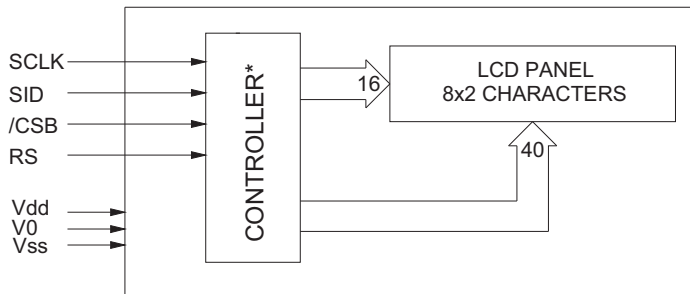 SCLK
SID
/CSB
RS
Vdd
V0
Vss
CONTROLLER*
16
LCD PANEL
8x2 CHARACTERS
40